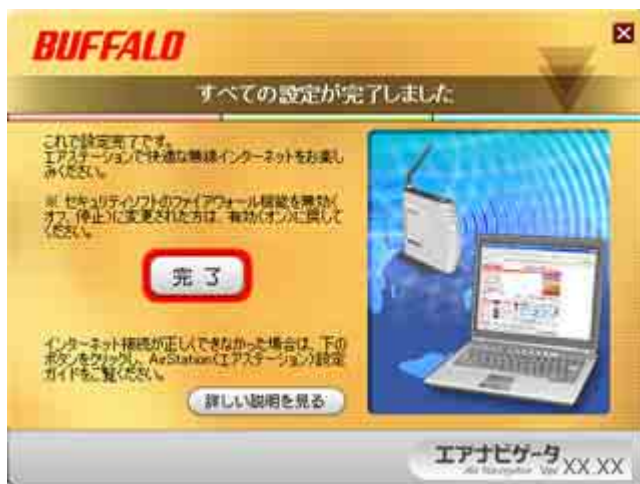 BUFFALO
すべての設定が完了しました
これで設定完了です。
エアステーションで快適な無線インターネットをお楽し
みください。
※ セキュリティソフトのファイアウォール機能を無効(
オフ、停止)に変更された方は、有効(オン)に戻して
ください。
完了
インターネット接続が正しくできなかった場合は、下の
ボタンをクリックし、AirStation(エアステーション)設定
ガイドをご覧ください。
詳しい説明を見る
エアナビゲータ
Air Navigator Ver XX.XX